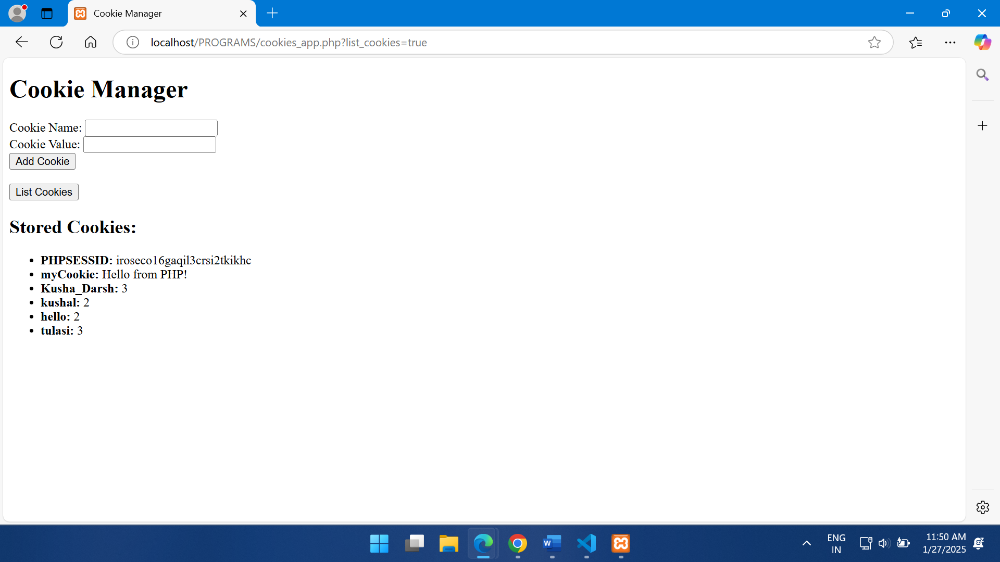 Cookie Manager
localhost/PROGRAMS/cookies_app.php?list_cookies=true
Cookie Manager
Cookie Name:
Cookie Value:
Add Cookie
List Cookies
Stored Cookies:
• PHPSESSID: iroseco16gaqil3crsi2tkikhc
• myCookie: Hello from PHP!
• Kusha_Darsh: 3
• kushal: 2
• hello: 2
• tulasi: 3
ENG
IN
11:50 AM
1/27/2025